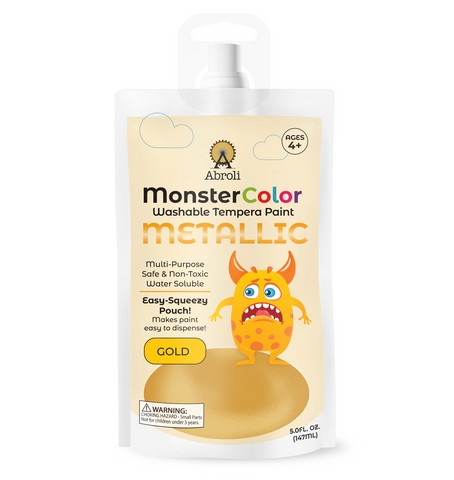 AGES
4+
Abroli
MonsterColor
Washable Tempera Paint
METALLIC
Multi-Purpose
Safe & Non-Toxic
Water Soluble
Easy-Squeezy
Pouch!
Makes paint
easy to dispense!
GOLD
WARNING:
CHOKING HAZARD - Small Parts
Not for children under 3 years.
5.0FL. OZ.
(147ML)